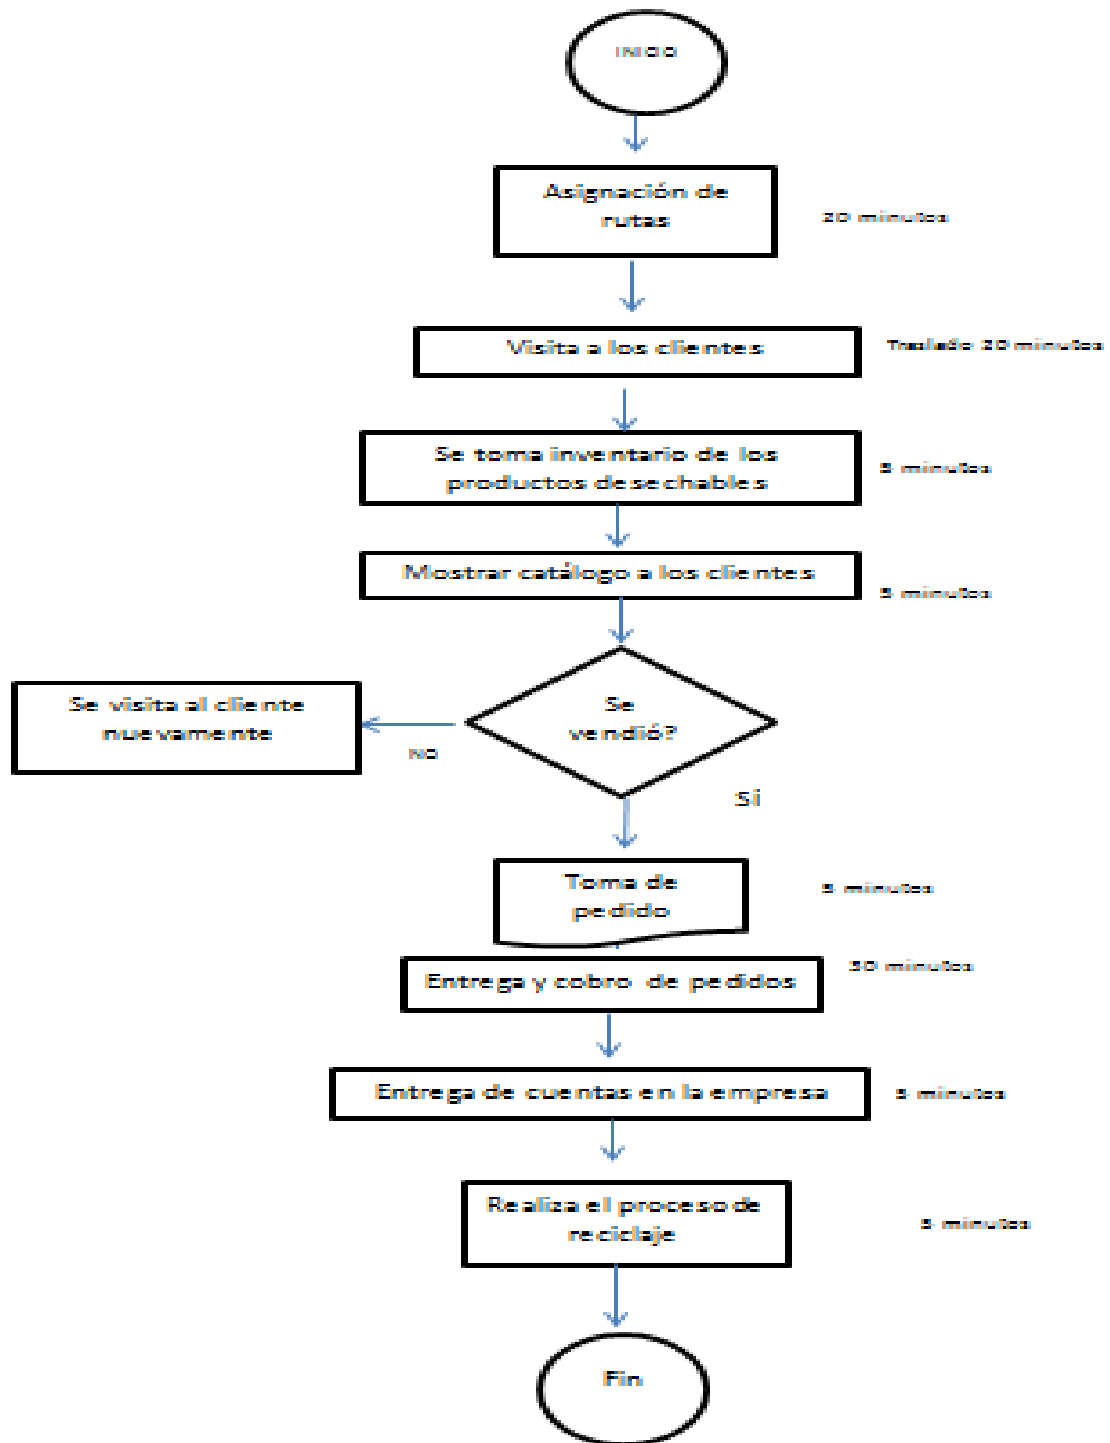 INICIO
Asignación de
rutas
20 minutos
Visita a los clientes
Traslado 20 minutos
Se toma inventario de los
productos desechables
5 minutos
Mostrar catálogo a los clientes
5 minutos
Se visita al cliente
nuevamente
NO
Se
vendió?
Sí
Toma de
pedido
5 minutos
Entrega y cobro de pedidos
minutos
Entrega de cuentas en la empresa
5 minutos
Realiza el proceso de
reciclaje
5 minutos
Fin